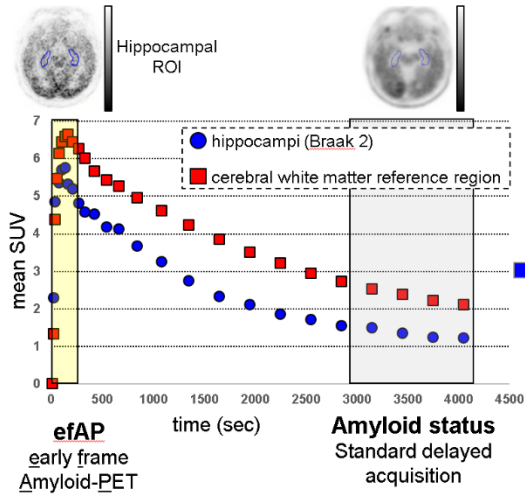 Hippocampal
ROI
7
6
5
4
3
2
1
0
mean SUV
hippocampi (Braak 2)
cerebral white matter reference region
0 500 1000 1500 2000 2500 3000 3500 4000 4500
time (sec)
efAP
early frame
Amyloid-PET
Amyloid status
Standard delayed
acquisition